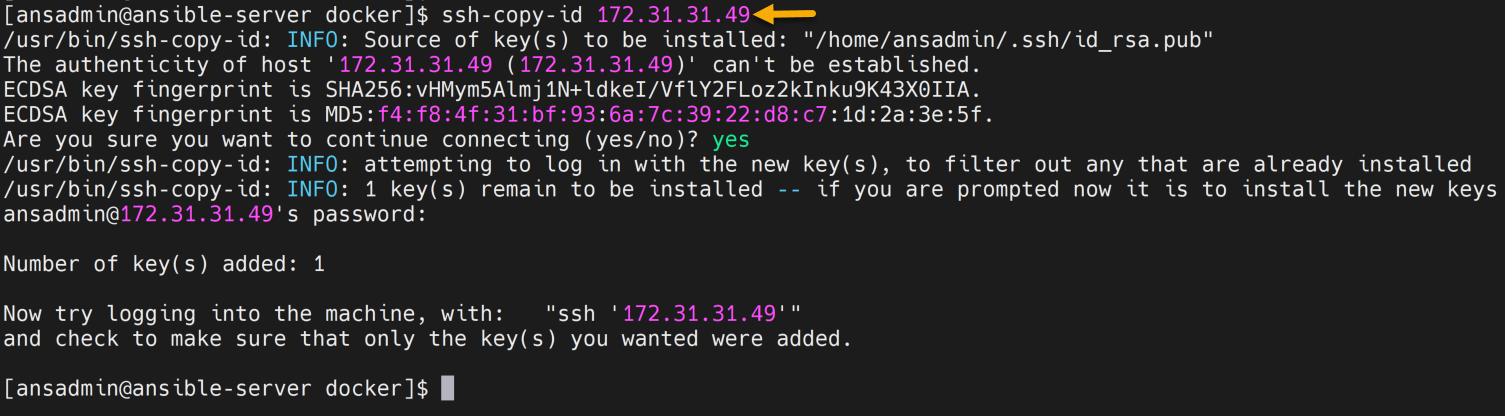 [ansadmin@ansible-server docker]$ ssh-copy-id 172.31.31.49
/usr/bin/ssh-copy-id: INFO: Source of key(s) to be installed: "/home/ansadmin/.ssh/id_rsa.pub"
The authenticity of host '172.31.31.49 (172.31.31.49)' can't be established.
ECDSA key fingerprint is SHA256:vHMym5Almj1N+ldkeI/VflY2FLoz2kInku9K43X0IIA.
ECDSA key fingerprint is MD5:f4:f8:4f:31:bf:93:6a:7c:39:22:d8:c7:1d:2a:3e:5f.
Are you sure you want to continue connecting (yes/no)? yes
/usr/bin/ssh-copy-id: INFO: attempting to log in with the new key(s), to filter out any that are already installed
/usr/bin/ssh-copy-id: INFO: 1 key(s) remain to be installed -- if you are prompted now it is to install the new keys
ansadmin@172.31.31.49's password:
Number of key(s) added: 1
Now try logging into the machine, with:   "ssh '172.31.31.49'"
and check to make sure that only the key(s) you wanted were added.
[ansadmin@ansible-server docker]$